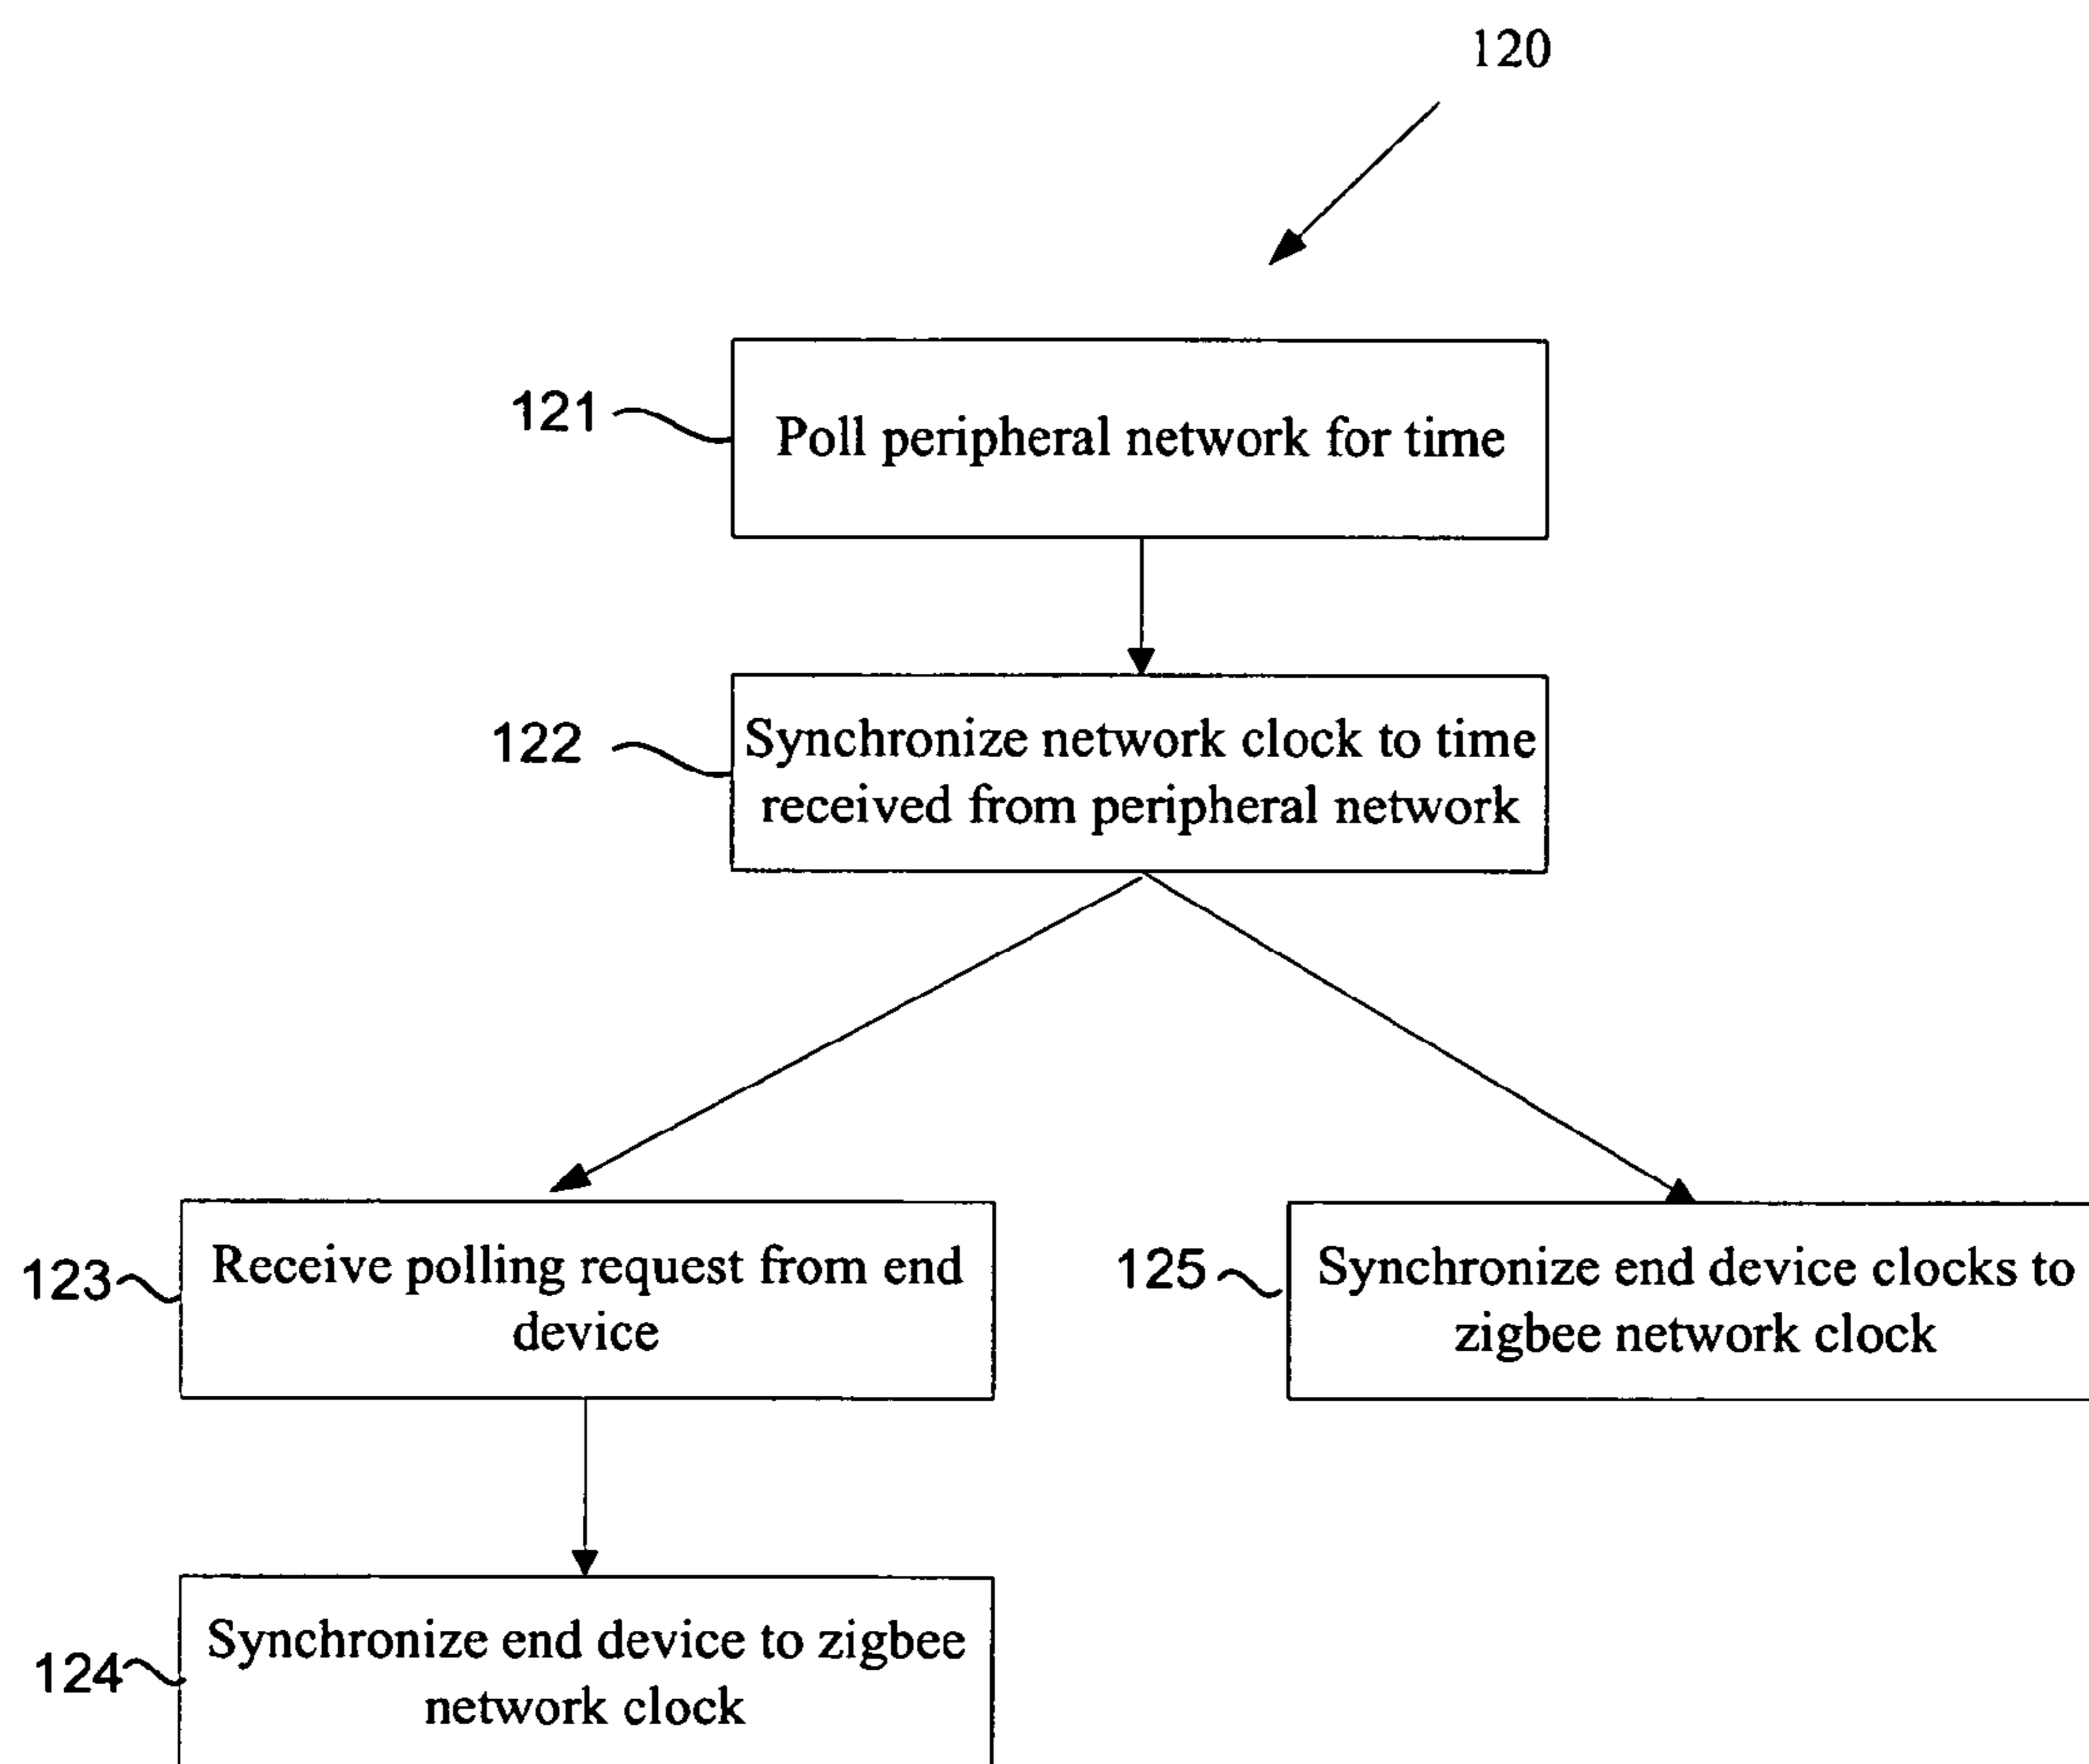 120
121
Poll peripheral network for time
122
Synchronize network clock to time
received from peripheral network
123
Receive polling request from end
device
125
Synchronize end device clocks to
zigbee network clock
124
Synchronize end device to zigbee
network clock